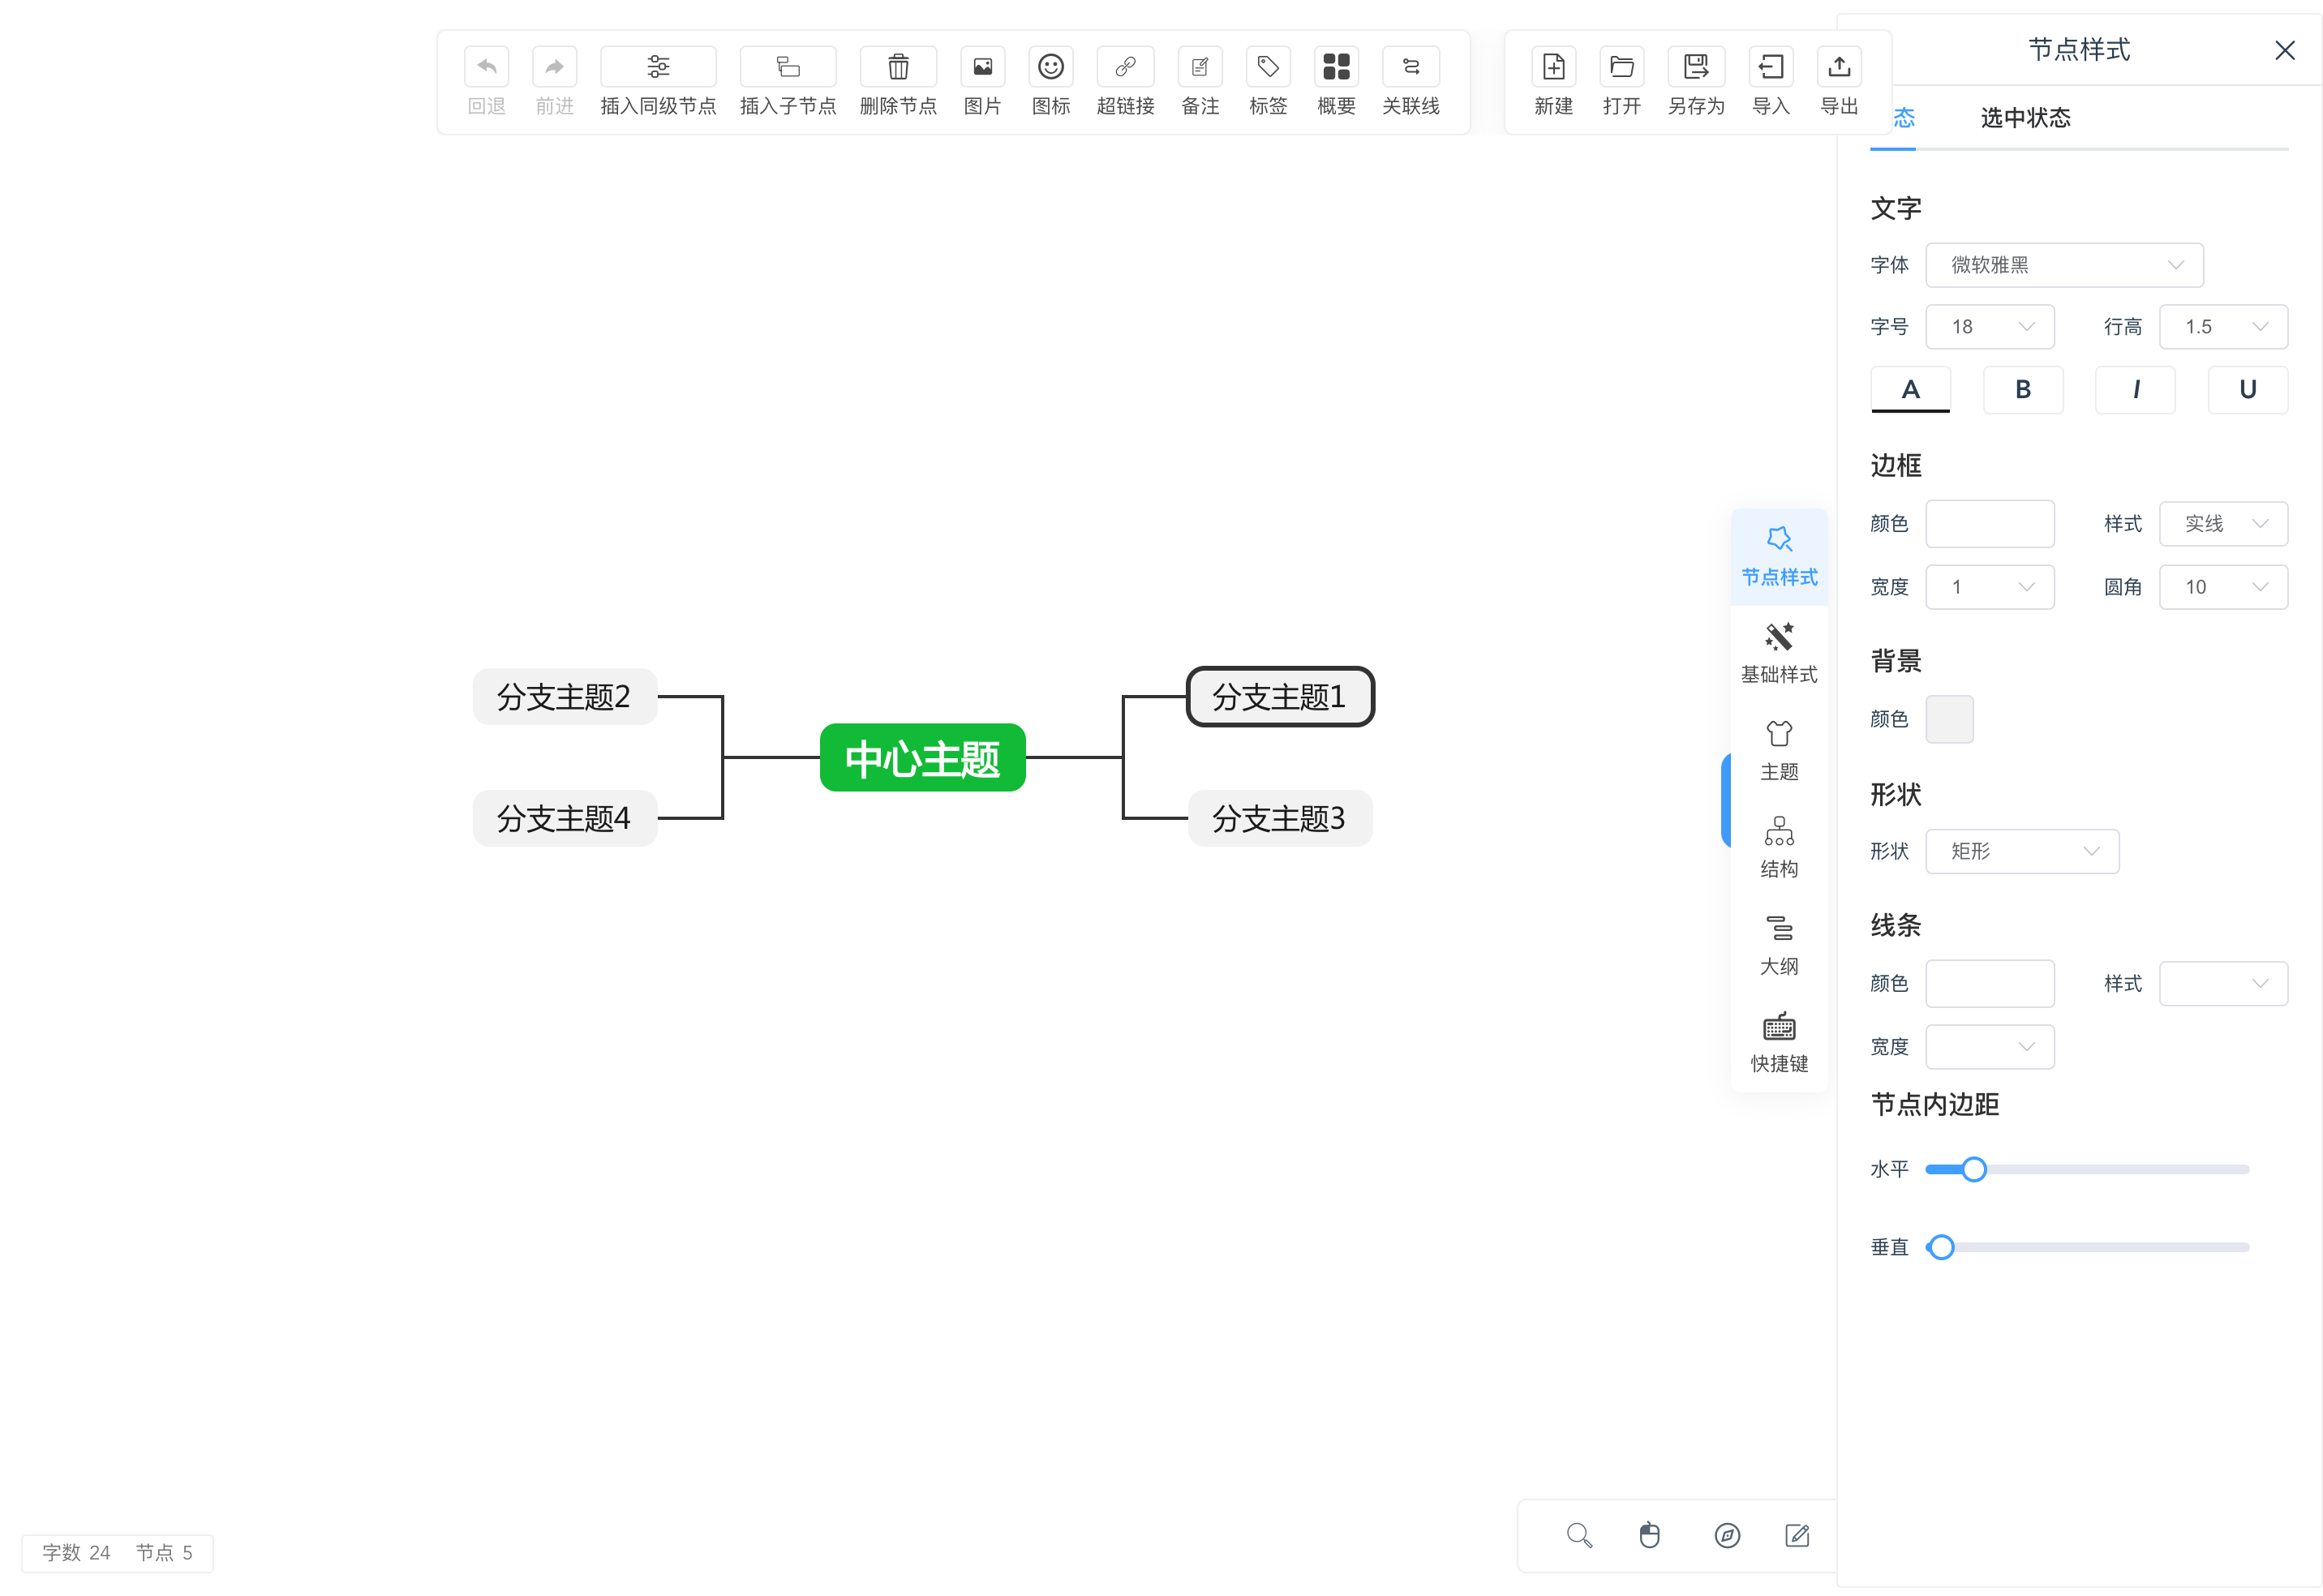 回退 前进 插入同级节点 插入子节点 删除节点 图片 图标 超链接 备注 标签 概要 关联线
新建 打开 另存为 导入 导出
节点样式
态 选中状态
文字
字体 微软雅黑
字号 18 行高 1.5
A B I U
边框
颜色 样式 实线
宽度 1 圆角 10
背景
颜色
形状
形状 矩形
线条
颜色 样式
宽度
节点内边距
水平
垂直
节点样式
基础样式
主题
结构
大纲
快捷键
分支主题2
分支主题4
中心主题
分支主题1
分支主题3
字数 24 节点 5